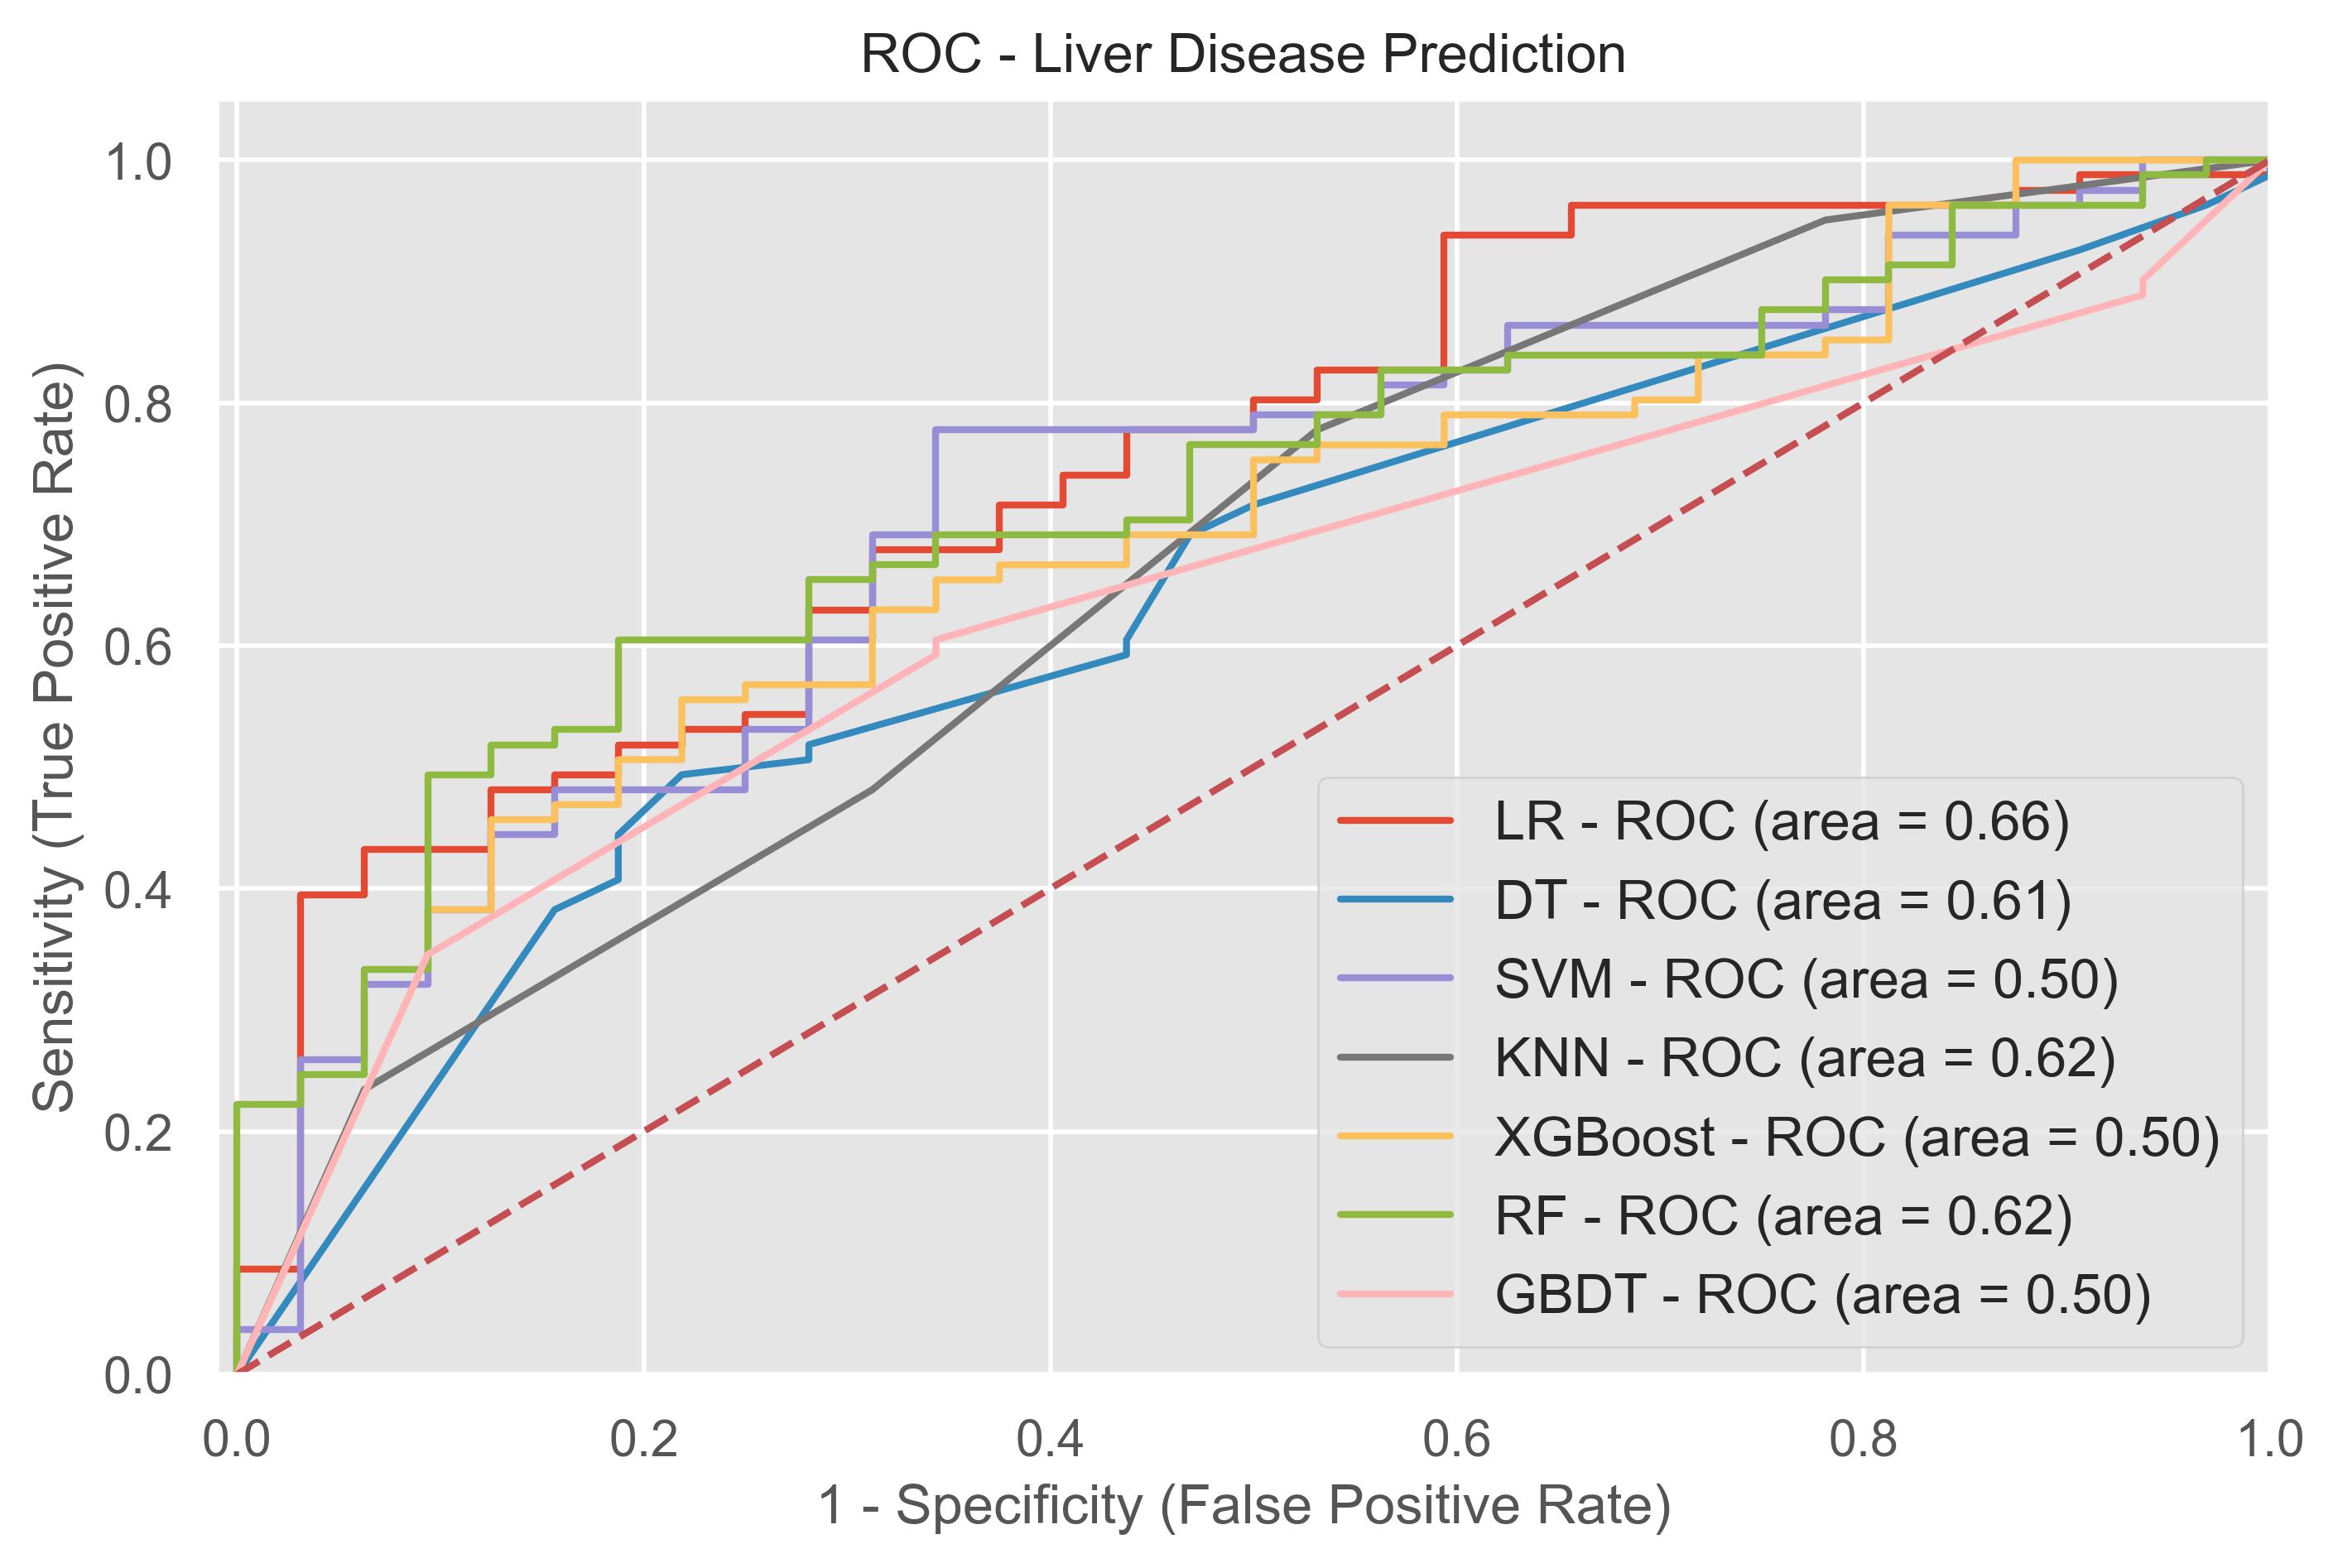 ROC - Liver Disease Prediction
Sensitivity (True Positive Rate)
1.0
0.8
0.6
0.4
0.2
0.0
LR - ROC (area = 0.66)
DT - ROC (area = 0.61)
SVM - ROC (area = 0.50)
KNN - ROC (area = 0.62)
XGBoost - ROC (area = 0.50)
RF - ROC (area = 0.62)
GBDT - ROC (area = 0.50)
0.0 0.2 0.4 0.6 0.8 1.0
1 - Specificity (False Positive Rate)